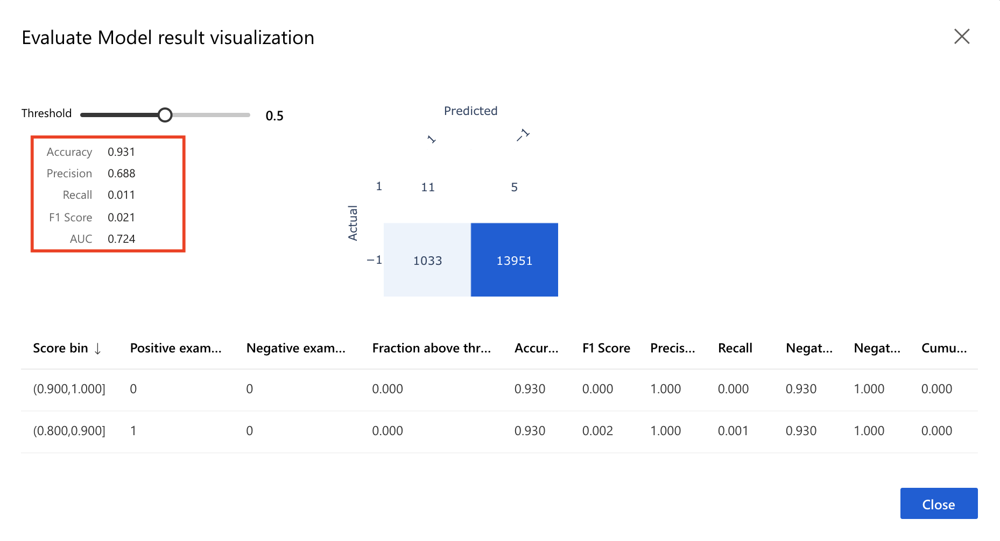 Evaluate Model result visualization
Threshold 0.5
Accuracy 0.931
Precision 0.688
Recall 0.011
F1 Score 0.021
AUC 0.724
Predicted
1 −1
Actual
1 11 5
−1 1033 13951
Score bin ↓ Positive exam... Negative exam... Fraction above thr... Accur... F1 Score Precis... Recall Negat... Negat... Cumu...
(0.900,1.000] 0 0 0.000 0.930 0.000 1.000 0.000 0.930 1.000 0.000
(0.800,0.900] 1 0 0.000 0.930 0.002 1.000 0.001 0.930 1.000 0.000
Close